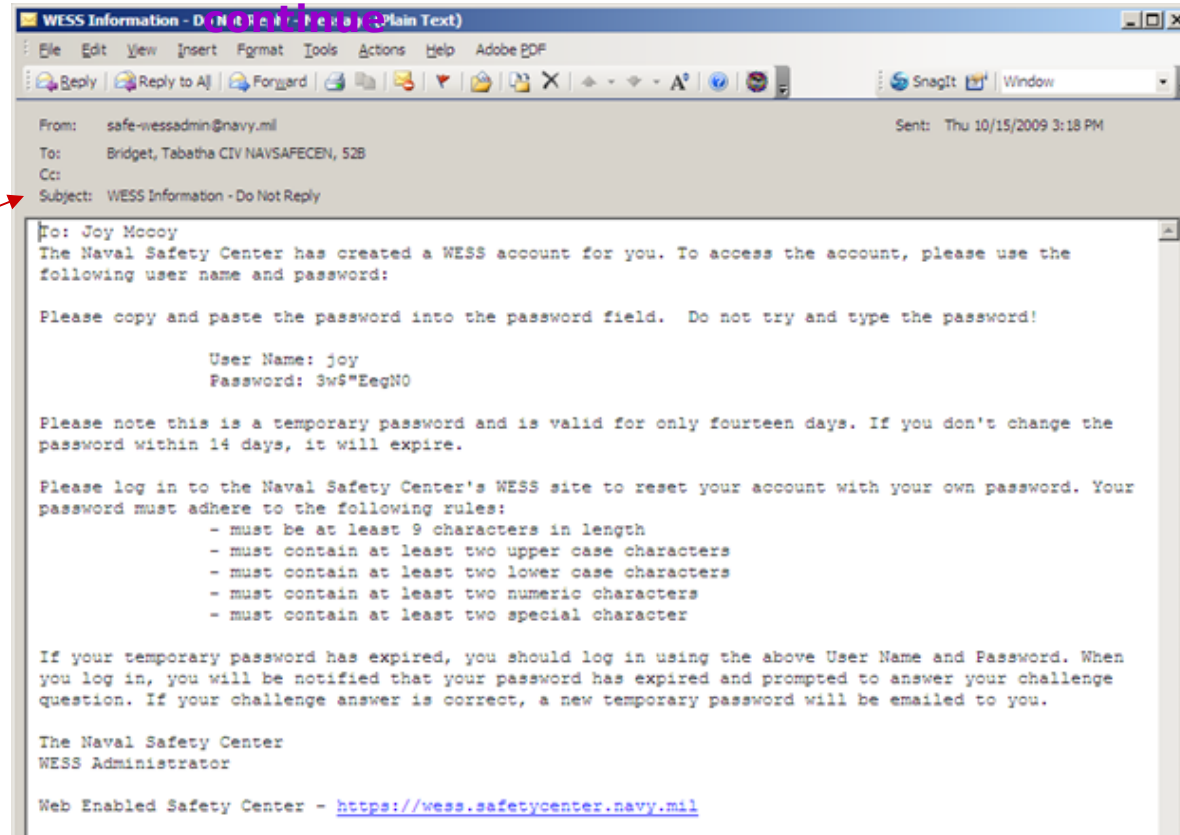 continue
WESS Information - Do Not Reply - Message (Plain Text)
File Edit View Insert Format Tools Actions Help Adobe PDF
Reply Reply to All Forward SnagIt Window
From: safe-wessadmin@navy.mil Sent: Thu 10/15/2009 3:18 PM
To: Bridget, Tabatha CIV NAVSAFECEN, 52B
Cc:
Subject: WESS Information - Do Not Reply
To: Joy Mccoy
The Naval Safety Center has created a WESS account for you. To access the account, please use the
following user name and password:
Please copy and paste the password into the password field. Do not try and type the password!
User Name: joy
Password: 3w$"EegN0
Please note this is a temporary password and is valid for only fourteen days. If you don't change the
password within 14 days, it will expire.
Please log in to the Naval Safety Center's WESS site to reset your account with your own password. Your
password must adhere to the following rules:
- must be at least 9 characters in length
- must contain at least two upper case characters
- must contain at least two lower case characters
- must contain at least two numeric characters
- must contain at least two special character
If your temporary password has expired, you should log in using the above User Name and Password. When
you log in, you will be notified that your password has expired and prompted to answer your challenge
question. If your challenge answer is correct, a new temporary password will be emailed to you.
The Naval Safety Center
WESS Administrator
Web Enabled Safety Center - https://wess.safetycenter.navy.mil